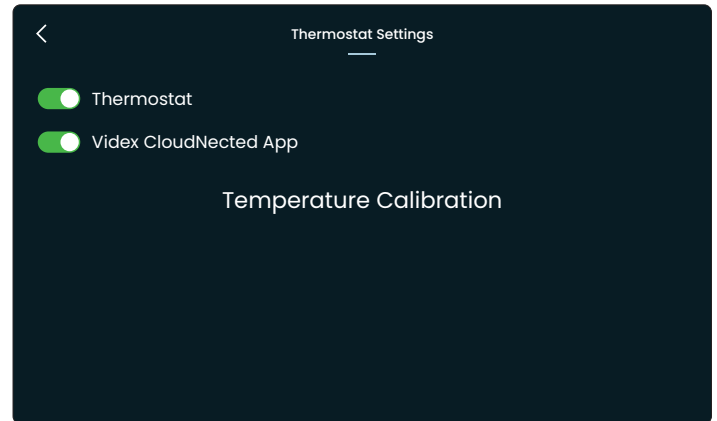 Thermostat Settings
Thermostat
Videx CloudNected App
Temperature Calibration